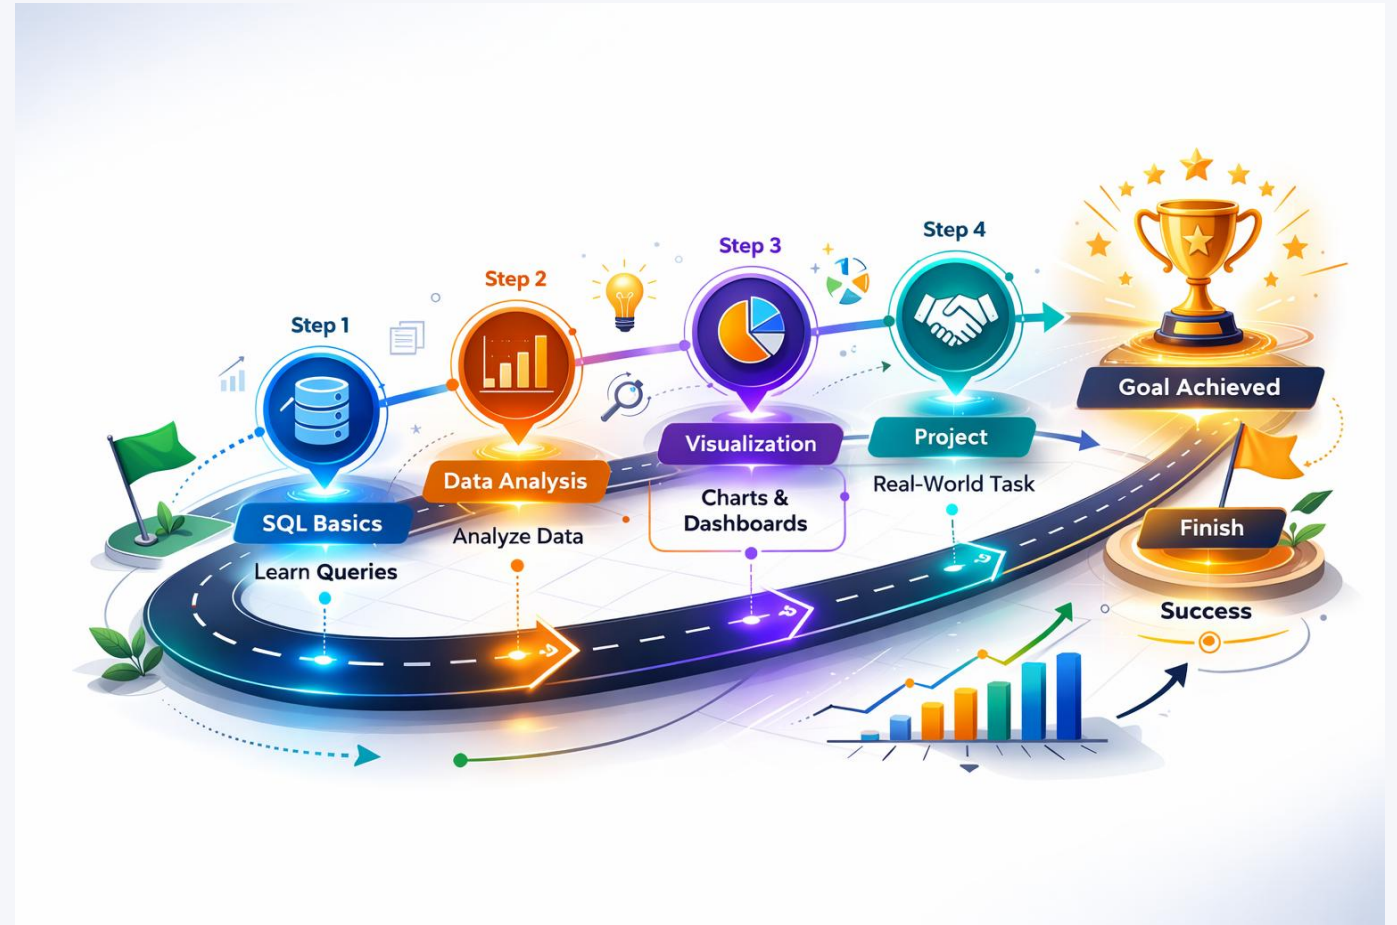 Step 1
SQL Basics
Learn Queries
Step 2
Data Analysis
Analyze Data
Step 3
Visualization
Charts &
Dashboards
Step 4
Project
Real-World Task
Goal Achieved
Finish
Success